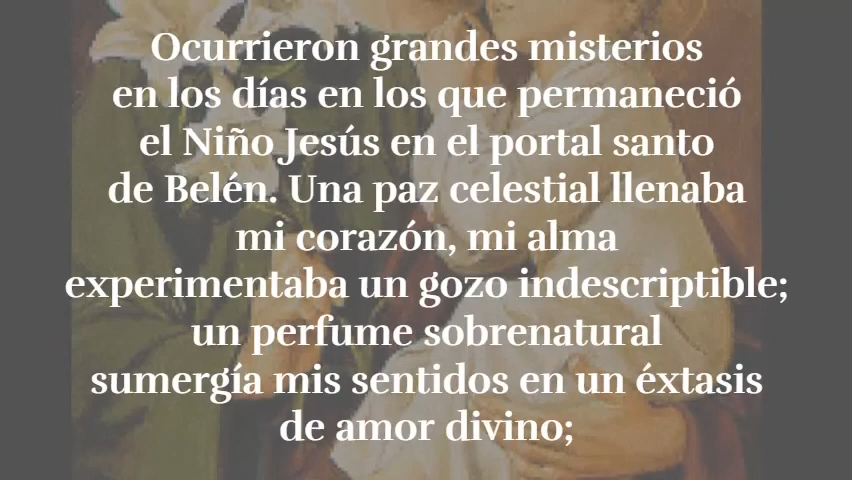 Ocurrieron grandes misterios
en los días en los que permaneció
el Niño Jesús en el portal santo
de Belén. Una paz celestial llenaba
mi corazón, mi alma
experimentaba un gozo indescriptible;
un perfume sobrenatural
sumergía mis sentidos en un éxtasis
de amor divino;